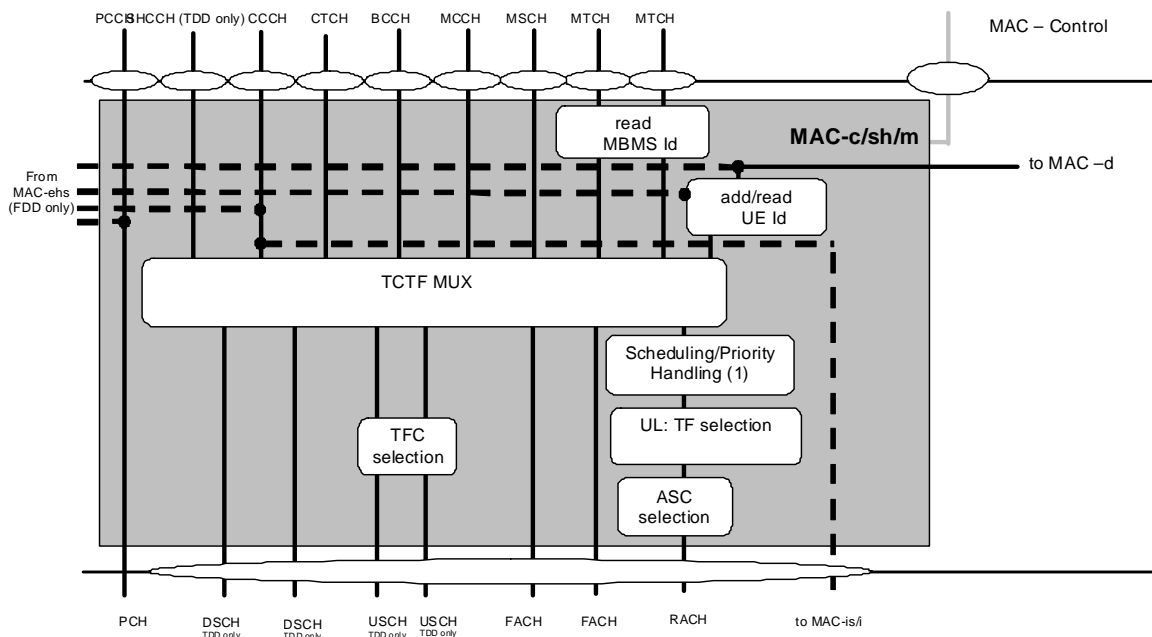 PCCH SHCCH (TDD only) CCCH CTCH BCCH MCCH MSCH MTCH MTCH
MAC – Control
read
MBMS Id
MAC-c/sh/m
From
MAC-ehs
(FDD only)
to MAC –d
add/read
UE Id
TCTF MUX
Scheduling/Priority
Handling (1)
UL: TF selection
TFC
selection
ASC
selection
PCH DSCH DSCH USCH USCH FACH FACH RACH to MAC-is/i
TDD only TDD only TDD only TDD only